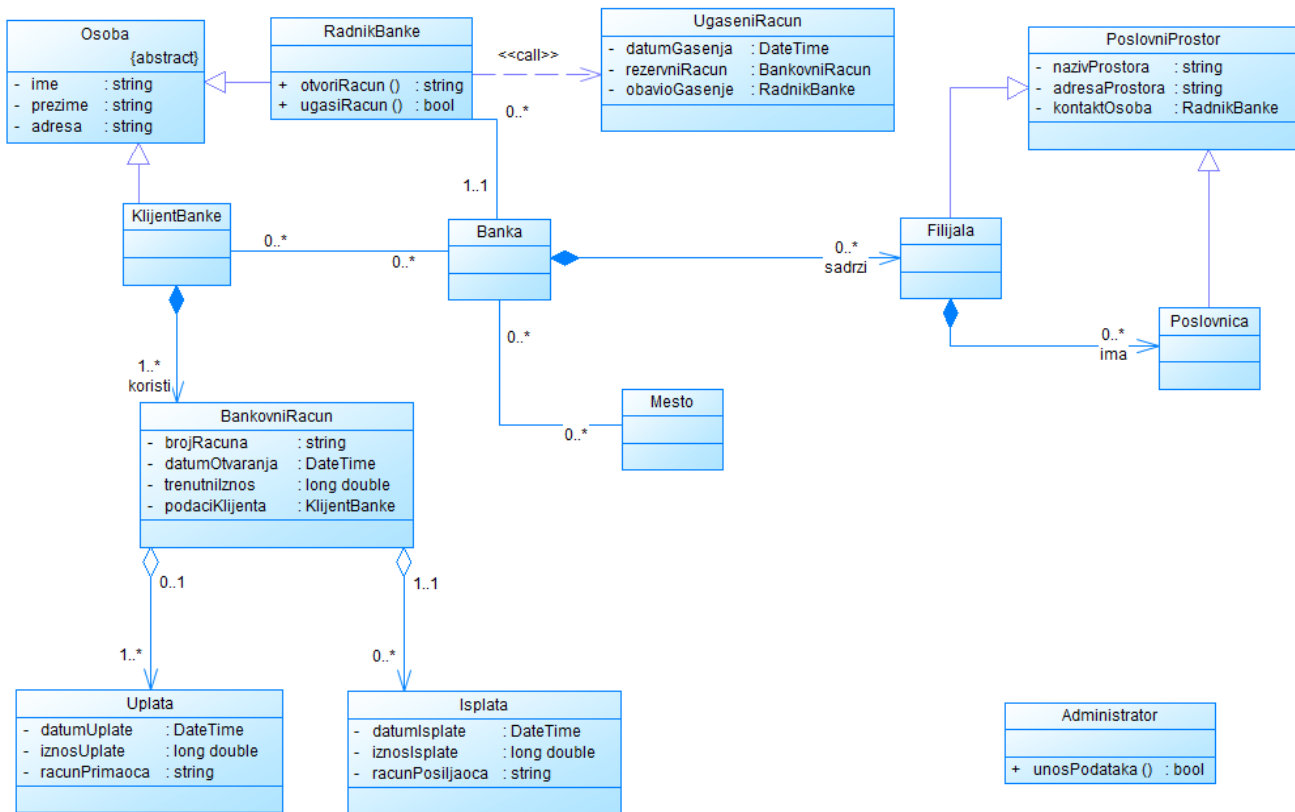 Osoba
{abstract}
- ime : string
- prezime : string
- adresa : string
RadnikBanke
+ otvoriRacun () : string
+ ugasiRacun () : bool
<<call>>
0..*
UgaseniRacun
- datumGasenja : DateTime
- rezervniRacun : BankovniRacun
- obavioGasenje : RadnikBanke
PoslovniProstor
- nazivProstora : string
- adresaProstora : string
- kontaktOsoba : RadnikBanke
1..1
KlijentBanke
0..*
0..*
Banka
0..*
sadrzi
Filijala
0..*
ima
Poslovnica
1..*
koristi
0..*
0..*
Mesto
BankovniRacun
- brojRacuna : string
- datumOtvaranja : DateTime
- trenutniIznos : long double
- podaciKlijenta : KlijentBanke
0..1
1..1
1..*
0..*
Uplata
- datumUplate : DateTime
- iznosUplate : long double
- racunPrimaoca : string
Isplata
- datumIsplate : DateTime
- iznosIsplate : long double
- racunPosiljaoca : string
Administrator
+ unosPodataka () : bool